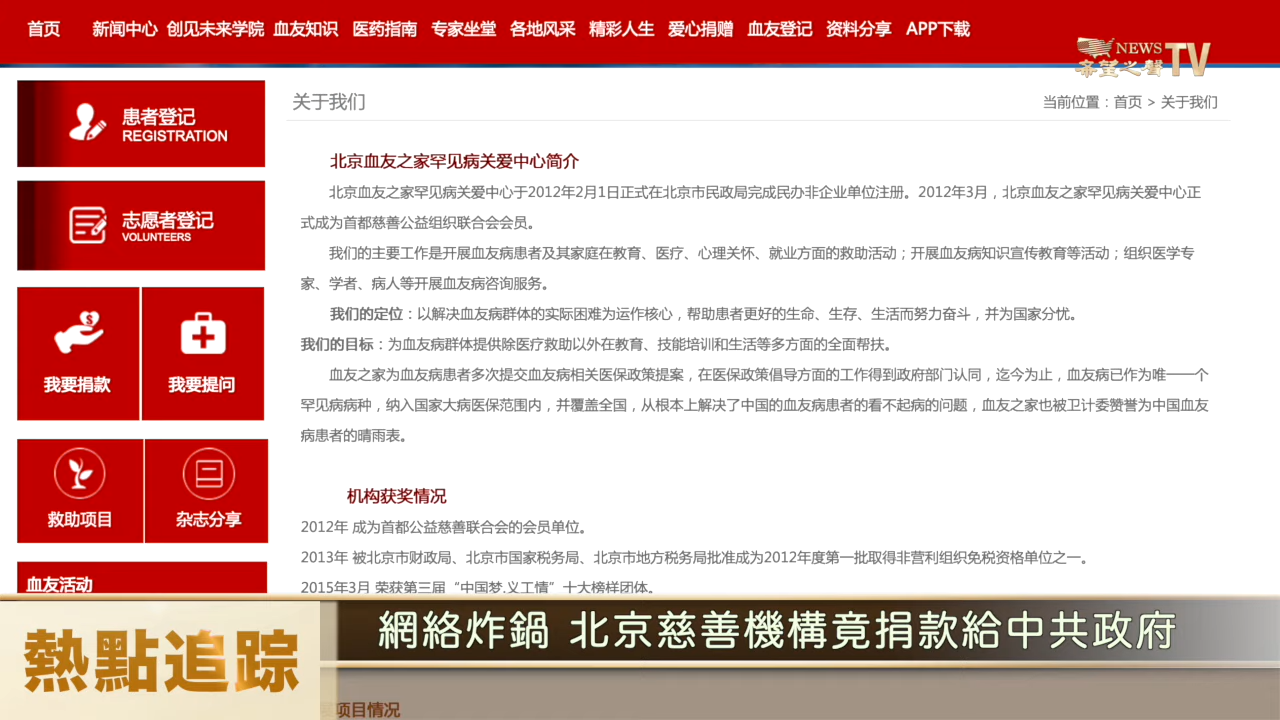 首页 新闻中心 创见未来学院 血友知识 医药指南 专家坐堂 各地风采 精彩人生 爱心捐赠 血友登记 资料分享 APP下载
NEWS
希望之聲TV
关于我们
当前位置：首页 > 关于我们
患者登记
REGISTRATION
志愿者登记
VOLUNTEERS
我要捐款
我要提问
救助项目
杂志分享
血友活动
北京血友之家罕见病关爱中心简介
北京血友之家罕见病关爱中心于2012年2月1日正式在北京市民政局完成民办非企业单位注册。2012年3月，北京血友之家罕见病关爱中心正
式成为首都慈善公益组织联合会会员。
我们的主要工作是开展血友病患者及其家庭在教育、医疗、心理关怀、就业方面的救助活动；开展血友病知识宣传教育等活动；组织医学专
家、学者、病人等开展血友病咨询服务。
我们的定位：以解决血友病群体的实际困难为运作核心，帮助患者更好的生命、生存、生活而努力奋斗，并为国家分忧。
我们的目标：为血友病群体提供除医疗救助以外在教育、技能培训和生活等多方面的全面帮扶。
血友之家为血友病患者多次提交血友病相关医保政策提案，在医保政策倡导方面的工作得到政府部门认同，迄今为止，血友病已作为唯一一个
罕见病病种，纳入国家大病医保范围内，并覆盖全国，从根本上解决了中国的血友病患者的看不起病的问题，血友之家也被卫计委赞誉为中国血友
病患者的晴雨表。
机构获奖情况
2012年 成为首都公益慈善联合会的会员单位。
2013年 被北京市财政局、北京市国家税务局、北京市地方税务局批准成为2012年度第一批取得非营利组织免税资格单位之一。
2015年3月 荣获第三届“中国梦.义工情”十大榜样团体。
網絡炸鍋 北京慈善機構竟捐款給中共政府
熱點追踪
项目情况